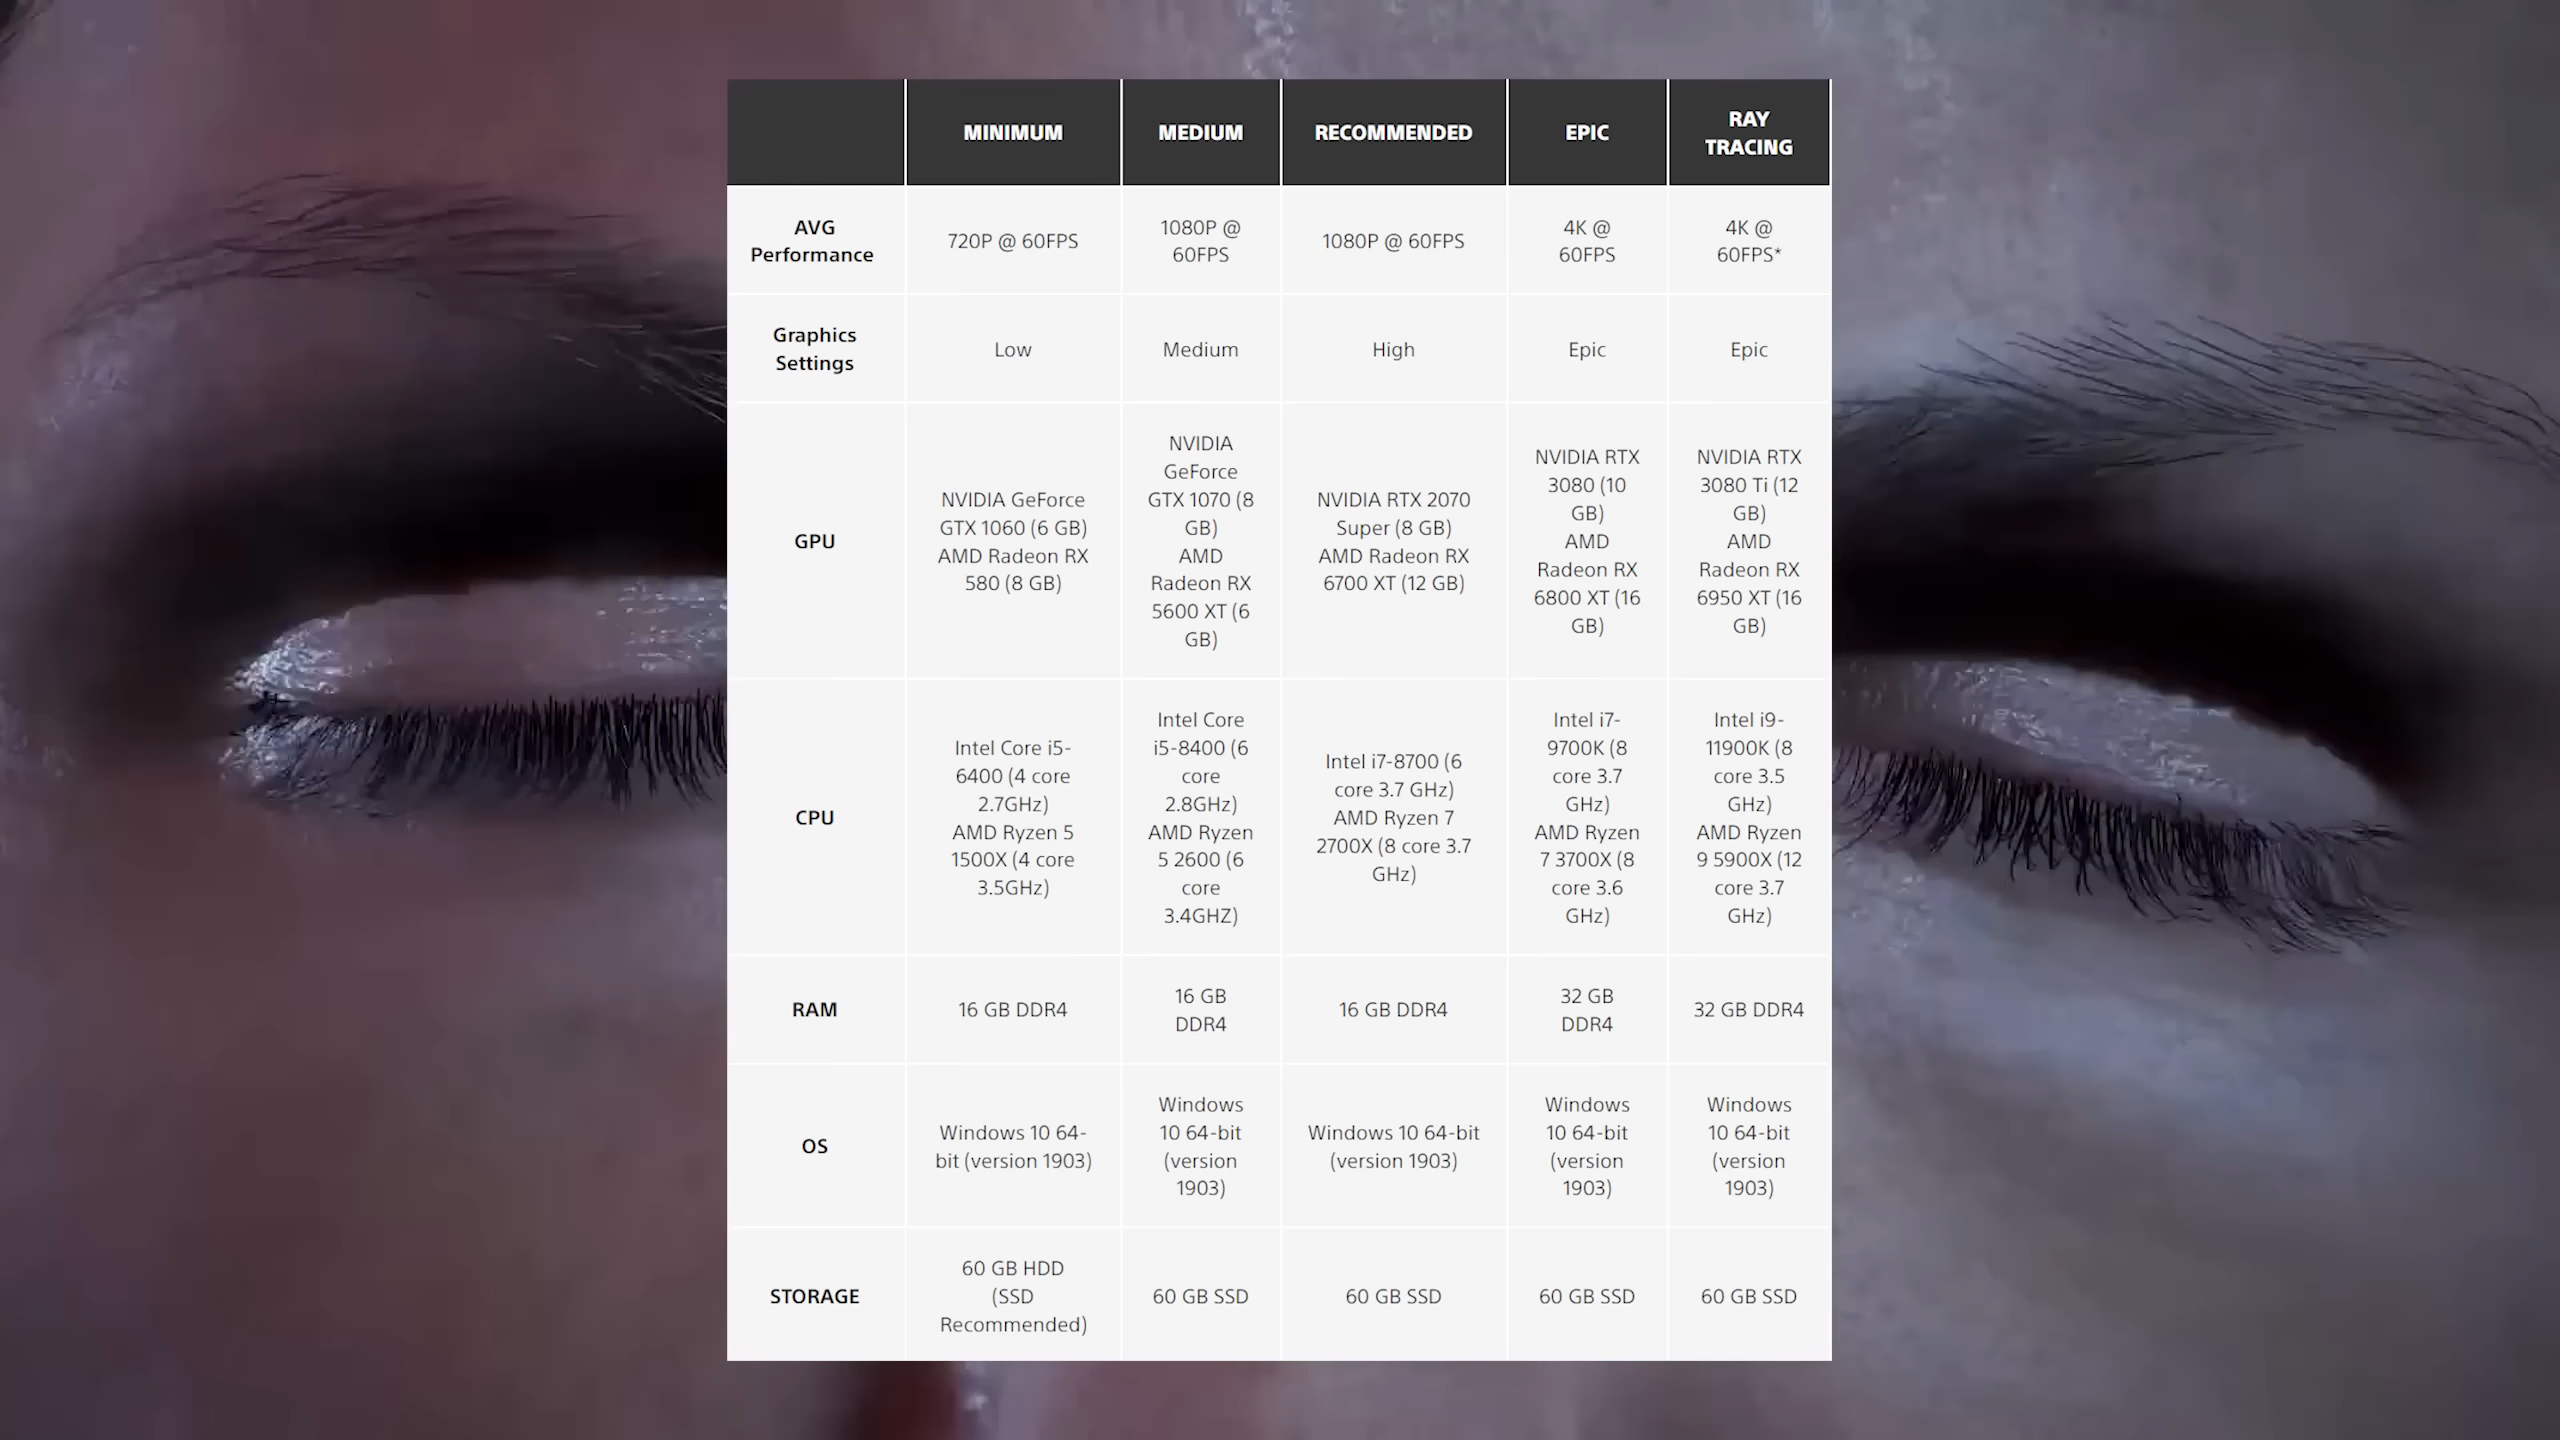 MINIMUM
MEDIUM
RECOMMENDED
EPIC
RAY
TRACING
AVG
Performance
720P @ 60FPS
1080P @
60FPS
1080P @ 60FPS
4K @
60FPS
4K @
60FPS*
Graphics
Settings
Low
Medium
High
Epic
Epic
GPU
NVIDIA GeForce
GTX 1060 (6 GB)
AMD Radeon RX
580 (8 GB)
NVIDIA
GeForce
GTX 1070 (8
GB)
AMD
Radeon RX
5600 XT (6
GB)
NVIDIA RTX 2070
Super (8 GB)
AMD Radeon RX
6700 XT (12 GB)
NVIDIA RTX
3080 (10
GB)
AMD
Radeon RX
6800 XT (16
GB)
NVIDIA RTX
3080 Ti (12
GB)
AMD
Radeon RX
6950 XT (16
GB)
CPU
Intel Core i5-
6400 (4 core
2.7GHz)
AMD Ryzen 5
1500X (4 core
3.5GHz)
Intel Core
i5-8400 (6
core
2.8GHz)
AMD Ryzen
5 2600 (6
core
3.4GHZ)
Intel i7-8700 (6
core 3.7 GHz)
AMD Ryzen 7
2700X (8 core 3.7
GHz)
Intel i7-
9700K (8
core 3.7
GHz)
AMD Ryzen
7 3700X (8
core 3.6
GHz)
Intel i9-
11900K (8
core 3.5
GHz)
AMD Ryzen
9 5900X (12
core 3.7
GHz)
RAM
16 GB DDR4
16 GB
DDR4
16 GB DDR4
32 GB
DDR4
32 GB DDR4
OS
Windows 10 64-
bit (version 1903)
Windows
10 64-bit
(version
1903)
Windows 10 64-bit
(version 1903)
Windows
10 64-bit
(version
1903)
Windows
10 64-bit
(version
1903)
STORAGE
60 GB HDD
(SSD
Recommended)
60 GB SSD
60 GB SSD
60 GB SSD
60 GB SSD